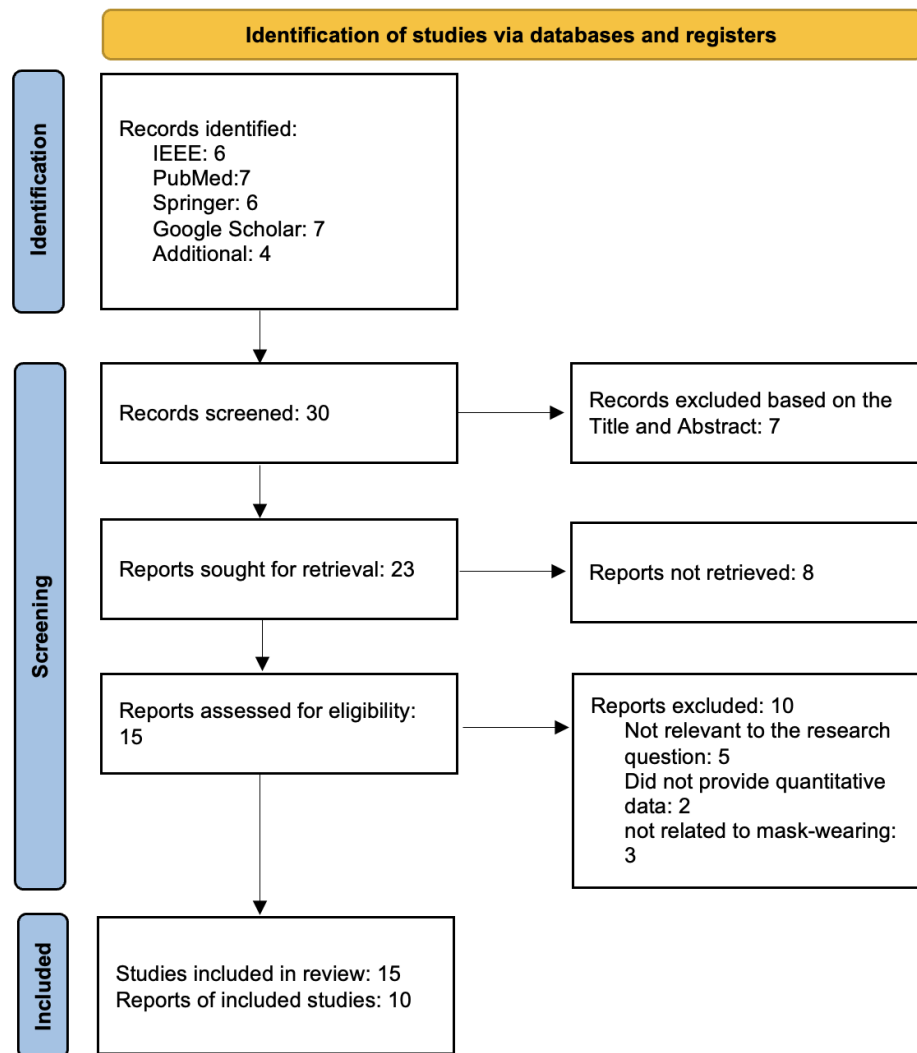 Identification of studies via databases and registers
Identification
Records identified:
IEEE: 6
PubMed:7
Springer: 6
Google Scholar: 7
Additional: 4
Screening
Records screened: 30
Records excluded based on the
Title and Abstract: 7
Reports sought for retrieval: 23
Reports not retrieved: 8
Reports assessed for eligibility:
15
Reports excluded: 10
Not relevant to the research
question: 5
Did not provide quantitative
data: 2
not related to mask-wearing:
3
Included
Studies included in review: 15
Reports of included studies: 10